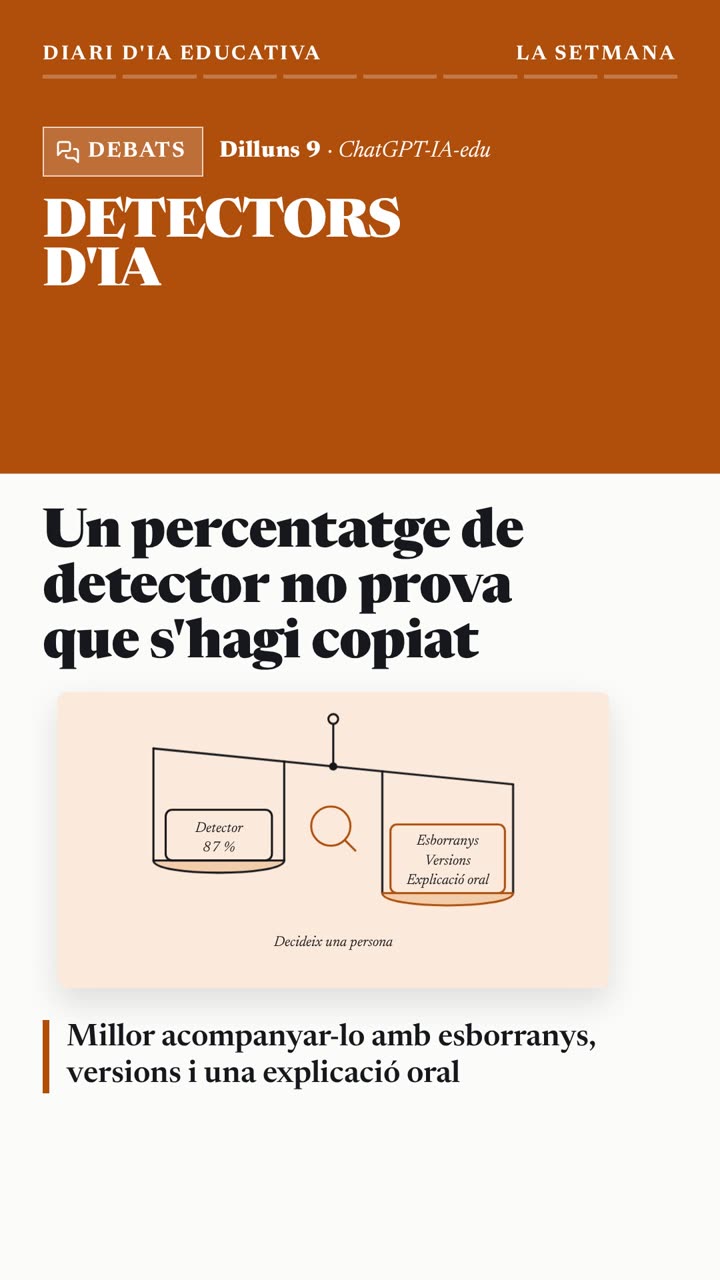 DIARI D'IA EDUCATIVA
LA SETMANA
DEBATS
Dilluns 9 · ChatGPT-IA-edu
DETECTORS
D'IA
Un percentatge de
detector no prova
que s'hagi copiat
Detector
87 %
Esborranys
Versions
Explicació oral
Decideix una persona
Millor acompanyar-lo amb esborranys,
versions i una explicació oral